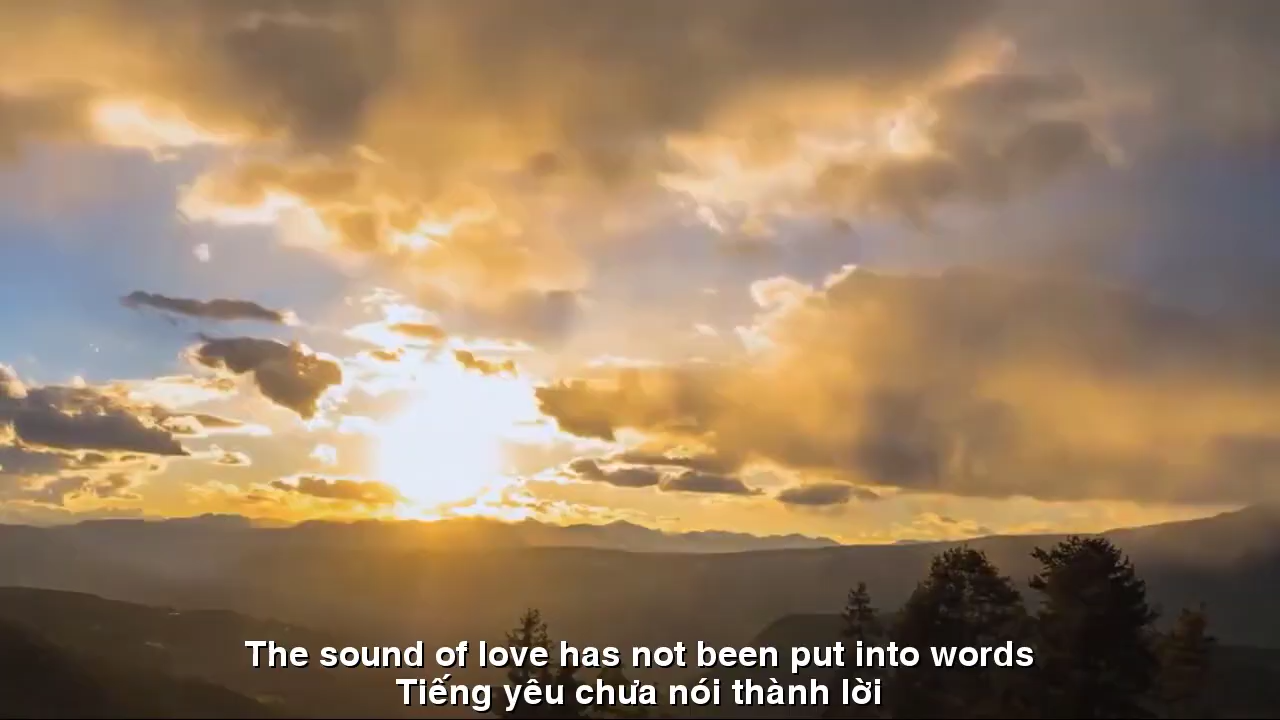 The sound of love has not been put into words
Tiếng yêu chưa nói thành lời